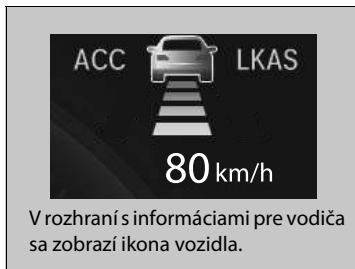 ACC LKAS
80 km/h
V rozhraní s informáciami pre vodiča
sa zobrazí ikona vozidla.